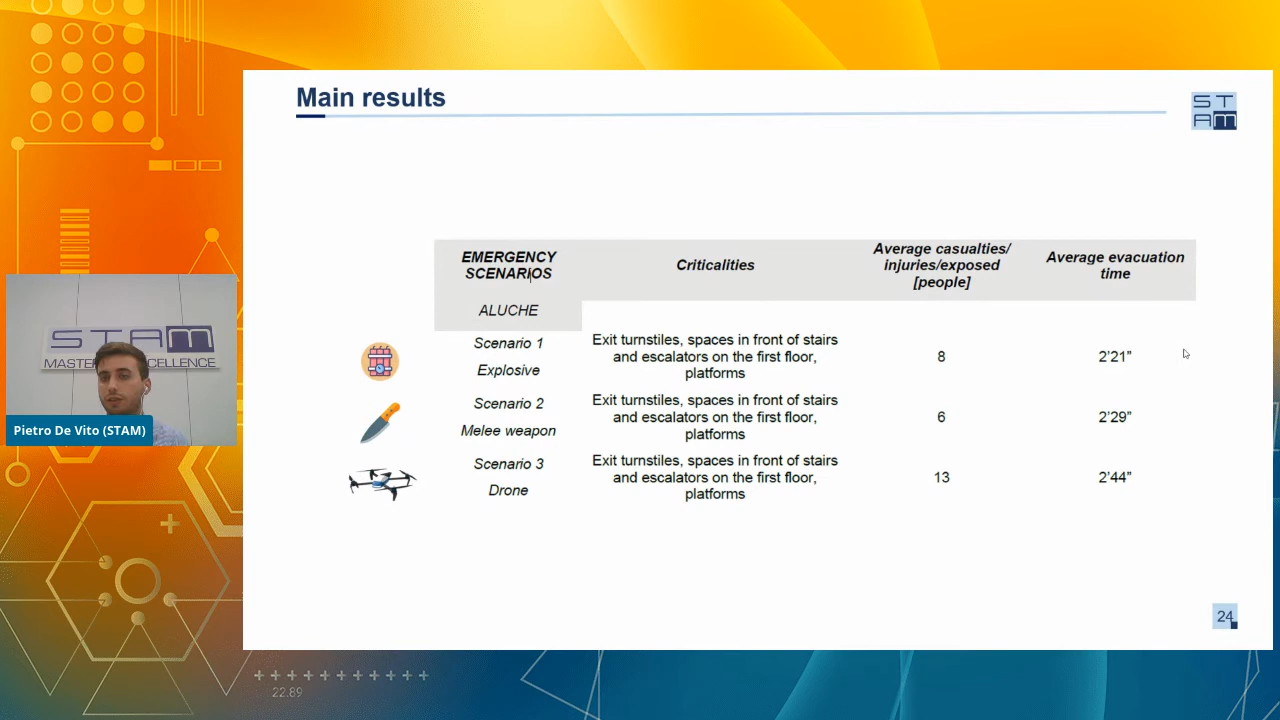 Main results
ST
Am
EMERGENCY
SCENARIOS
Criticalities
Average casualties/
injuries/exposed
[people]
Average evacuation
time
ALUCHE
Scenario 1
Explosive
Exit turnstiles, spaces in front of stairs
and escalators on the first floor,
platforms
8
2’21”
Scenario 2
Melee weapon
Exit turnstiles, spaces in front of stairs
and escalators on the first floor,
platforms
6
2’29”
Scenario 3
Drone
Exit turnstiles, spaces in front of stairs
and escalators on the first floor,
platforms
13
2’44”
24
STAm
Pietro De Vito (STAM)
22.89